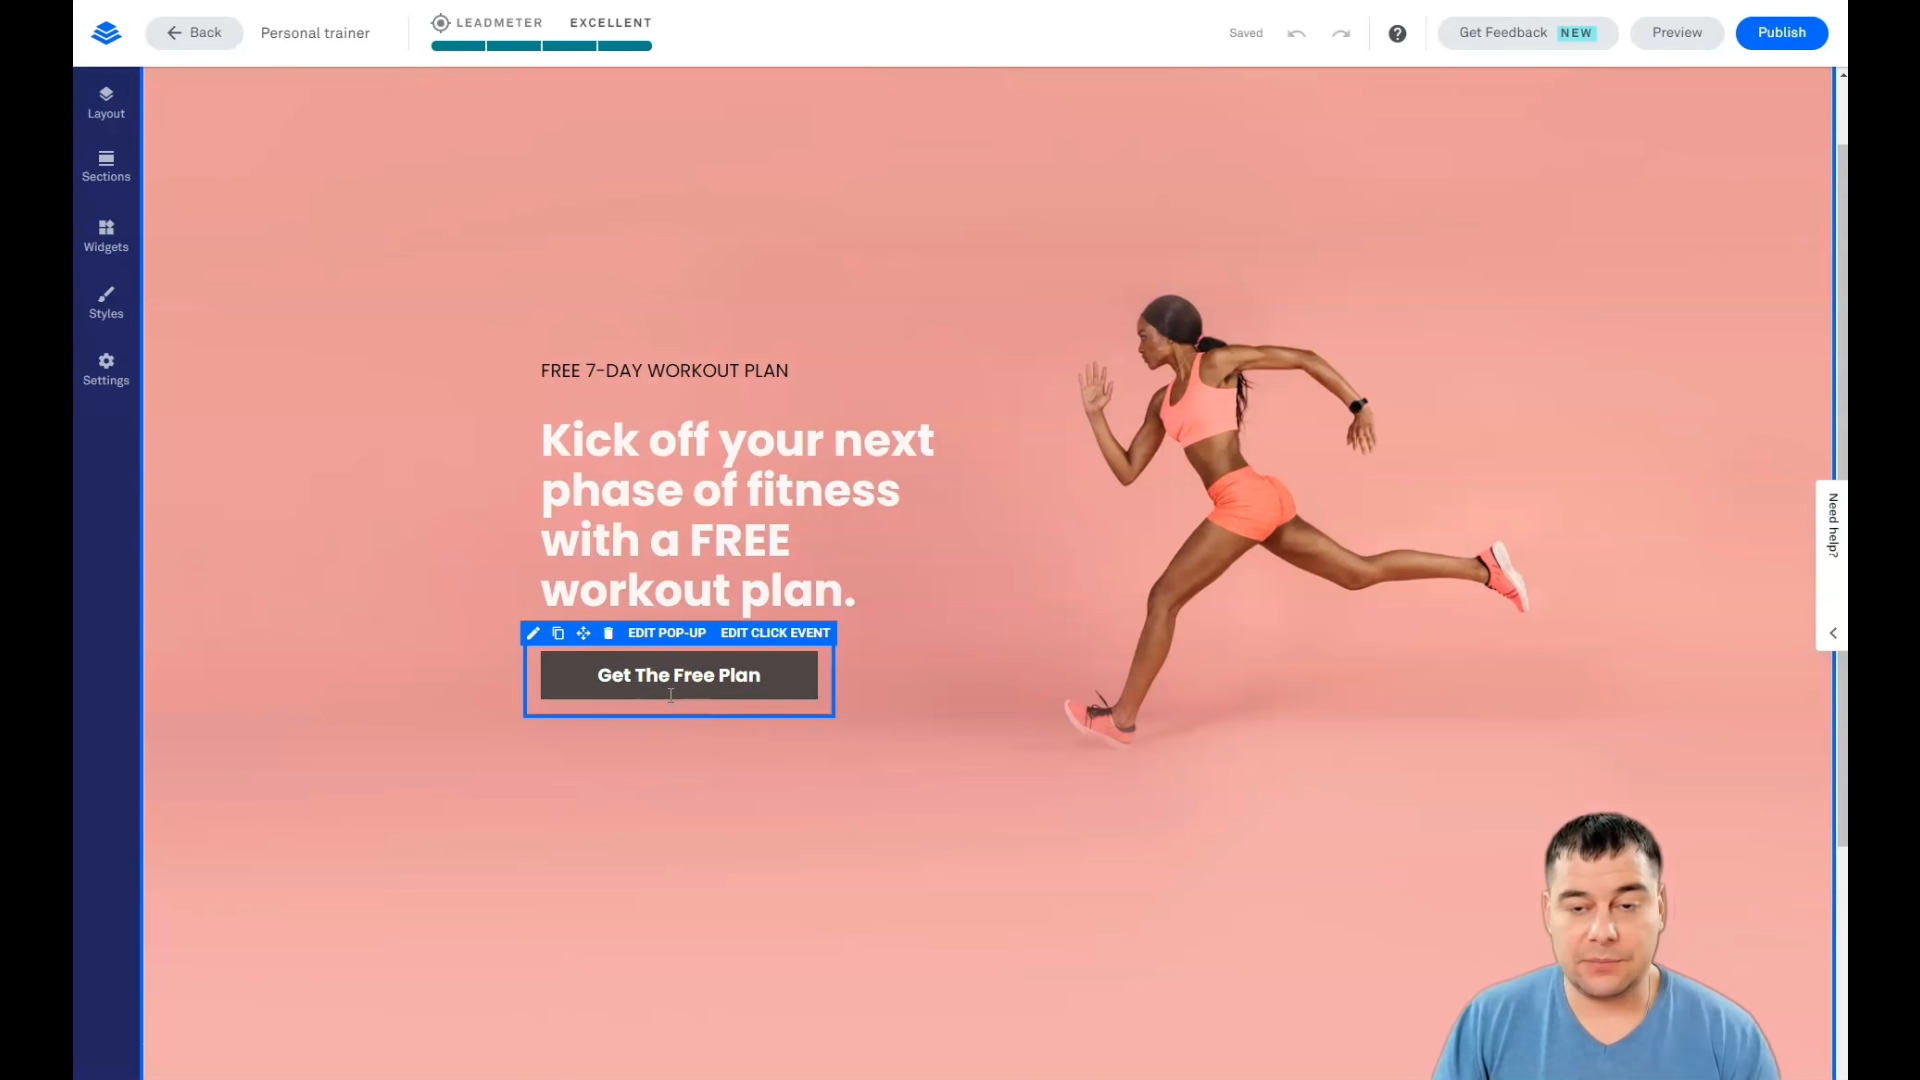 Back
Personal trainer
LEADMETER EXCELLENT
Saved
Get Feedback NEW
Preview
Publish
Layout
Sections
Widgets
Styles
Settings
FREE 7-DAY WORKOUT PLAN
Kick off your next
phase of fitness
with a FREE
workout plan.
EDIT POP-UP EDIT CLICK EVENT
Get The Free Plan
Need help?